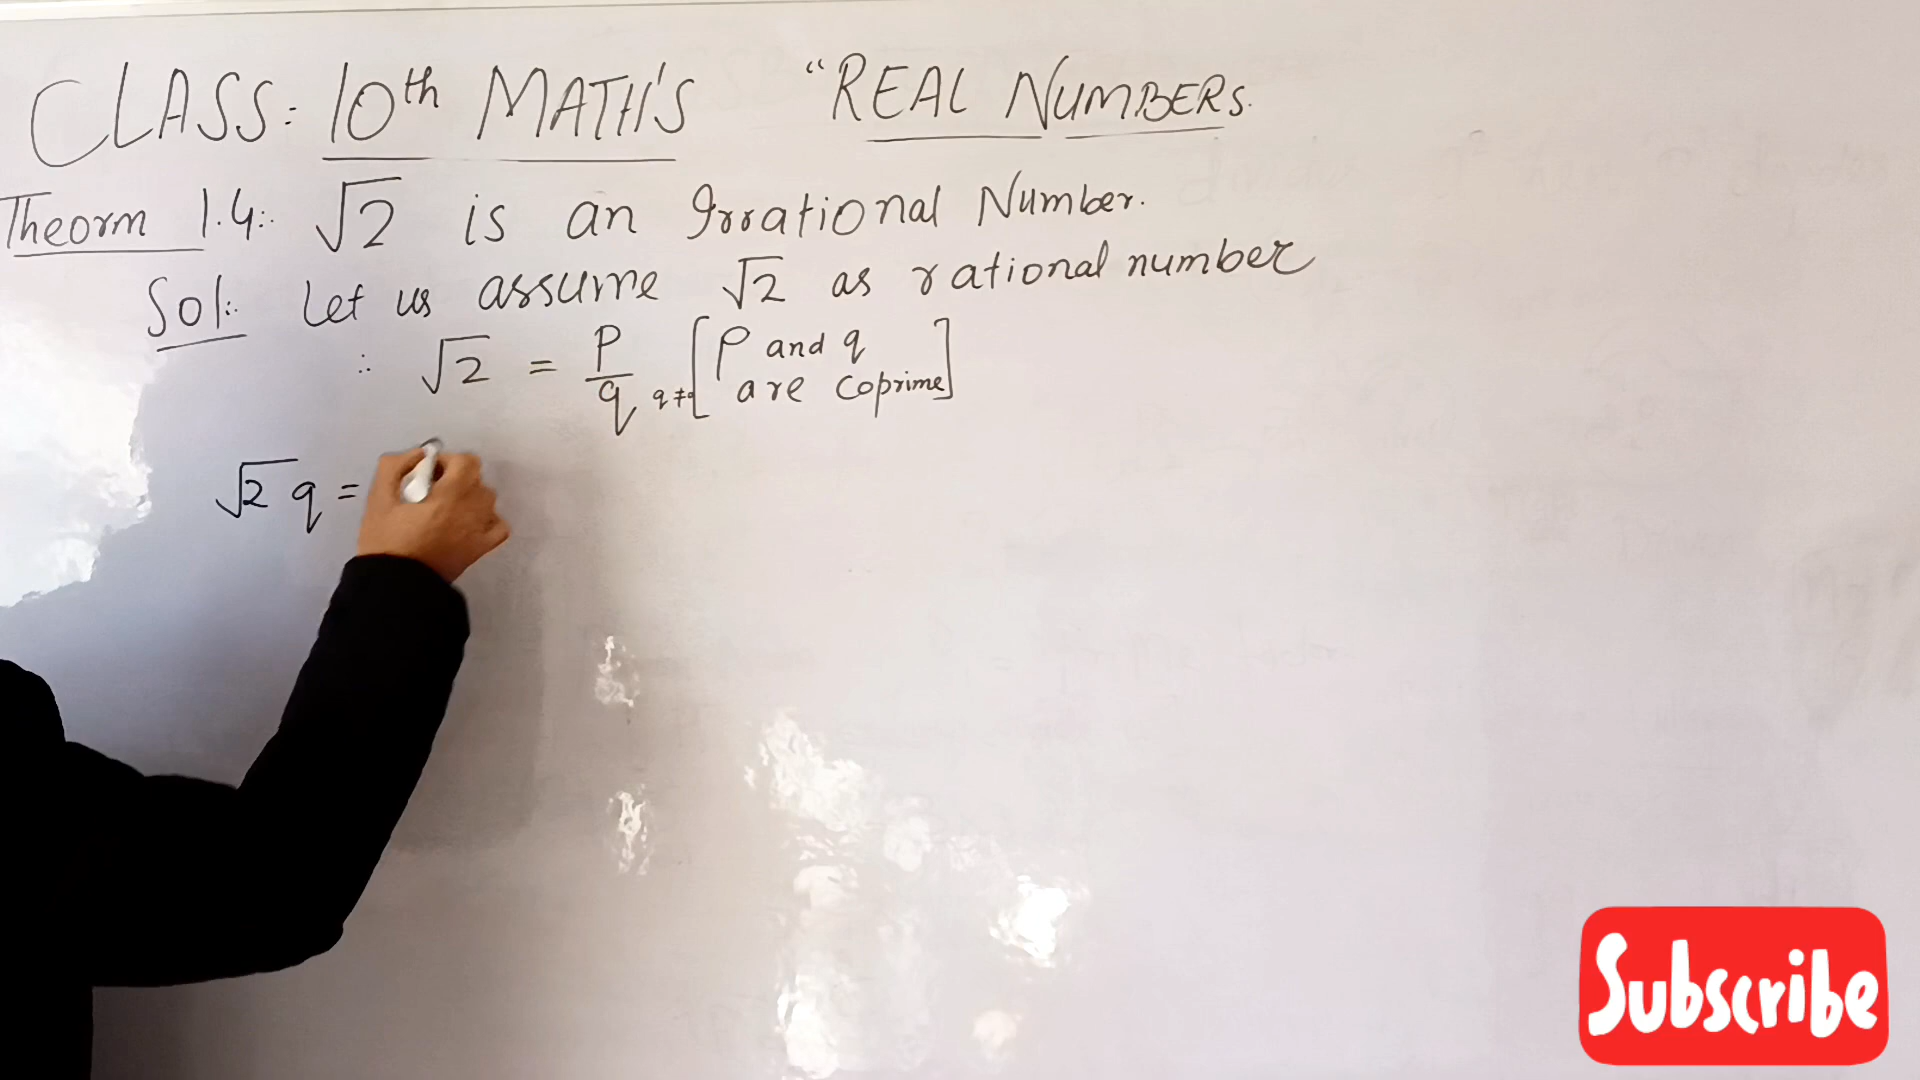 CLASS:- 10th MATH'S "REAL NUMBERS.
Theorm 1.4:- √2 is an Irrational Number.
Sol:- Let us assume √2 as rational number
∴ √2 = P/q q≠0 [P and q
are coprime]
√2 q =
Subscribe